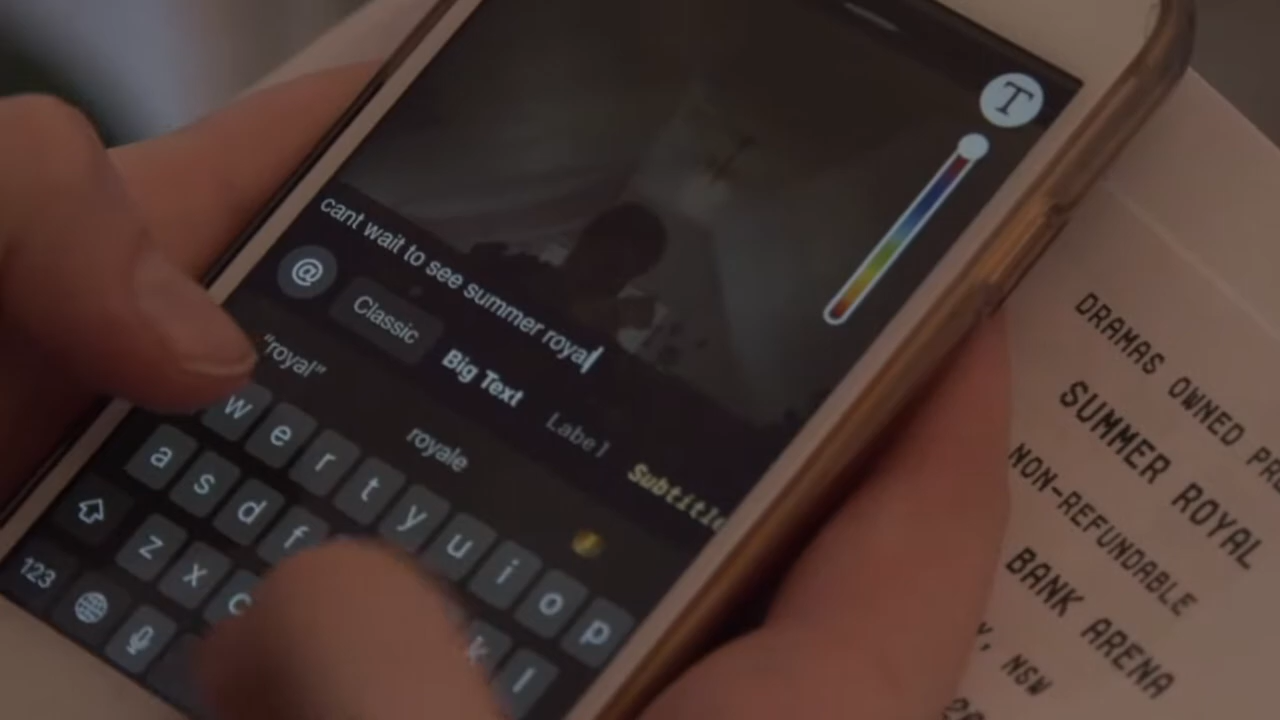 T
cant wait to see summer royal
@ Classic Big Text Label Subtitle
“royal” royale
w e r t y u i o p
a s d f k l
z x c
123
DRAMAS OWNED
SUMMER ROYAL
NON-REFUNDABLE
BANK ARENA
NSW